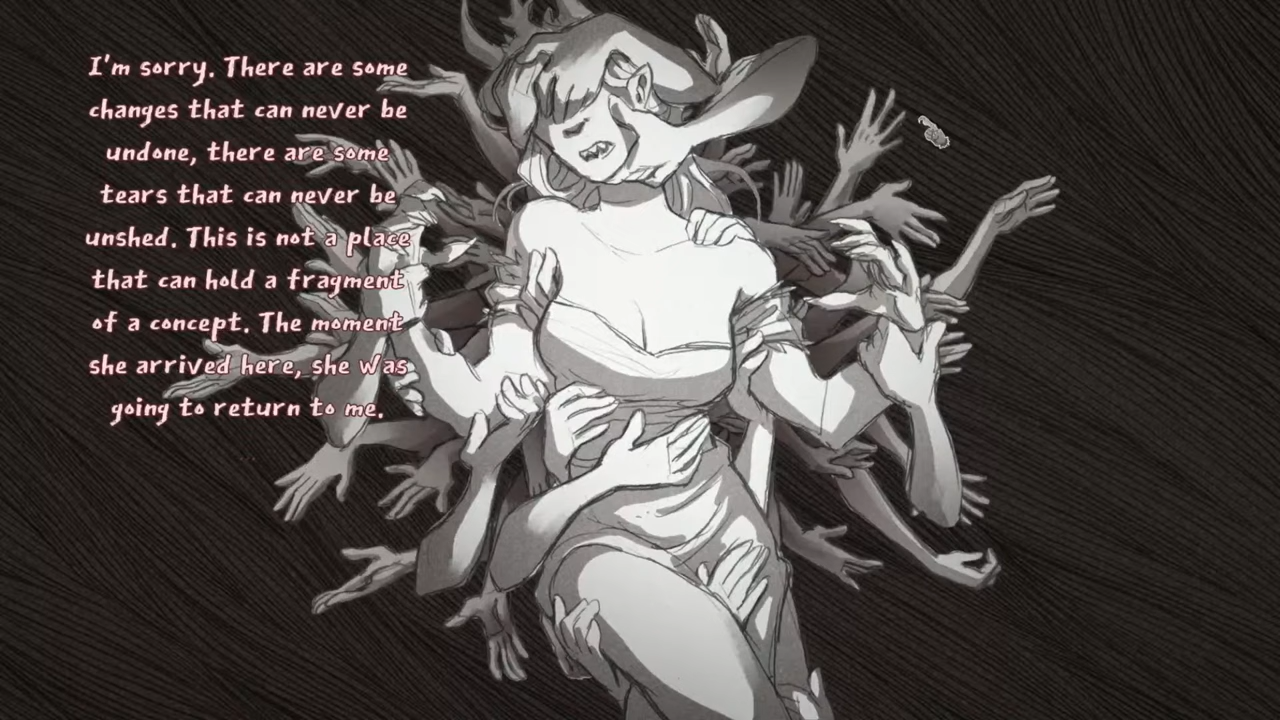 I'm sorry. There are some
changes that can never be
undone, there are some
tears that can never be
unshed. This is not a place
that can hold a fragment
of a concept. The moment
she arrived here, she was
going to return to me.